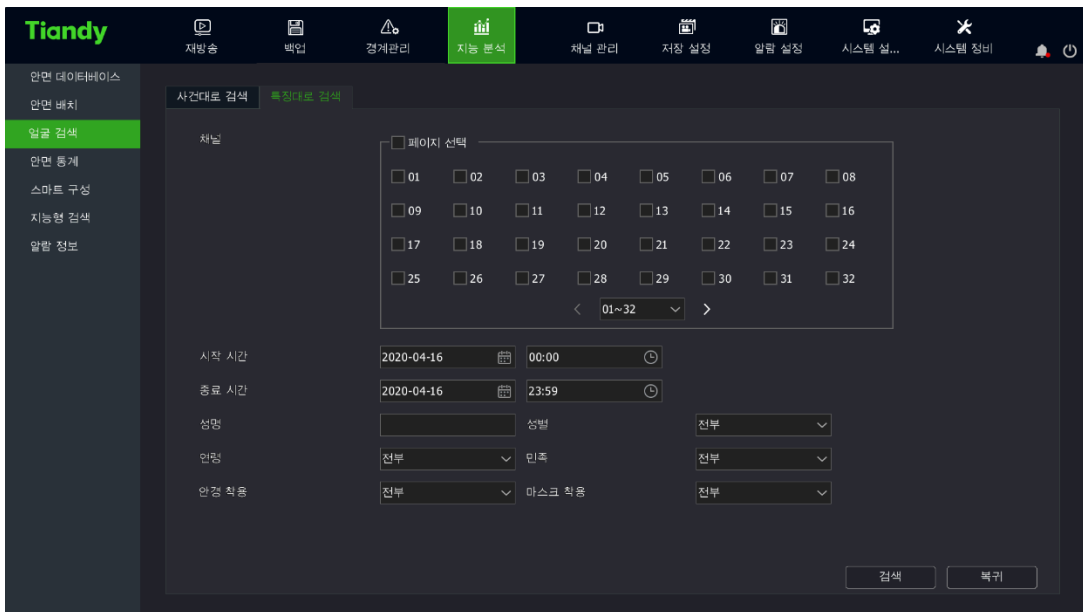 Tiandy
재방송 백업 경계관리 지능 분석 채널 관리 저장 설정 알람 설정 시스템 설... 시스템 정비
안면 데이터베이스
안면 배치
얼굴 검색
안면 통계
스마트 구성
지능형 검색
알람 정보
사건대로 검색 특징대로 검색
채널
페이지 선택
01 02 03 04 05 06 07 08
09 10 11 12 13 14 15 16
17 18 19 20 21 22 23 24
25 26 27 28 29 30 31 32
01~32
시작 시간 2020-04-16 00:00
종료 시간 2020-04-16 23:59
성명 성별 전부
연령 전부 민족 전부
안경 착용 전부 마스크 착용 전부
검색 복귀